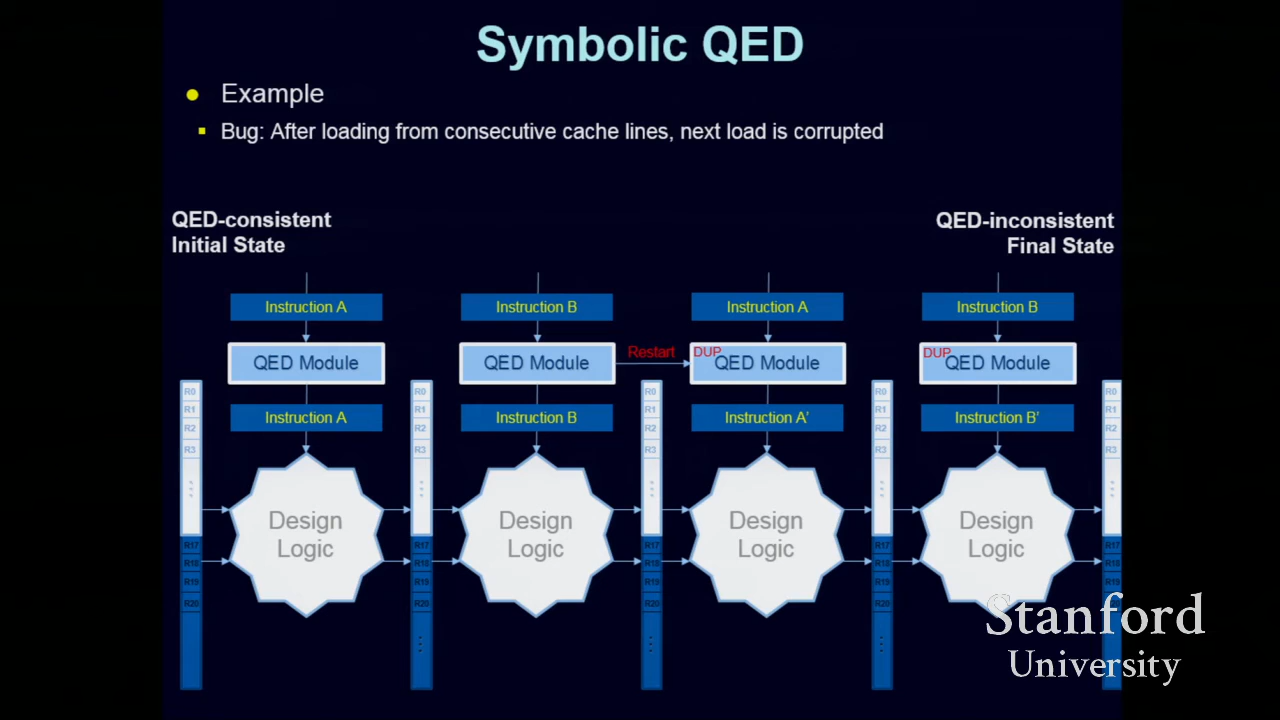 Symbolic QED
Example
Bug: After loading from consecutive cache lines, next load is corrupted
QED-consistent
Initial State
QED-inconsistent
Final State
Instruction A
Instruction B
Instruction A
Instruction B
QED Module
QED Module
Restart
DUP
QED Module
DUP
QED Module
Instruction A
Instruction B
Instruction A'
Instruction B'
R0
R1
R2
R3
R17
R18
R19
R20
Design
Logic
R0
R1
R2
R3
R17
R18
R19
R20
Design
Logic
R0
R1
R2
R3
R17
R18
R19
R20
Design
Logic
R0
R1
R2
R3
R17
R18
R19
R20
Design
Logic
R0
R1
R2
R3
R17
R18
R19
Stanford
University